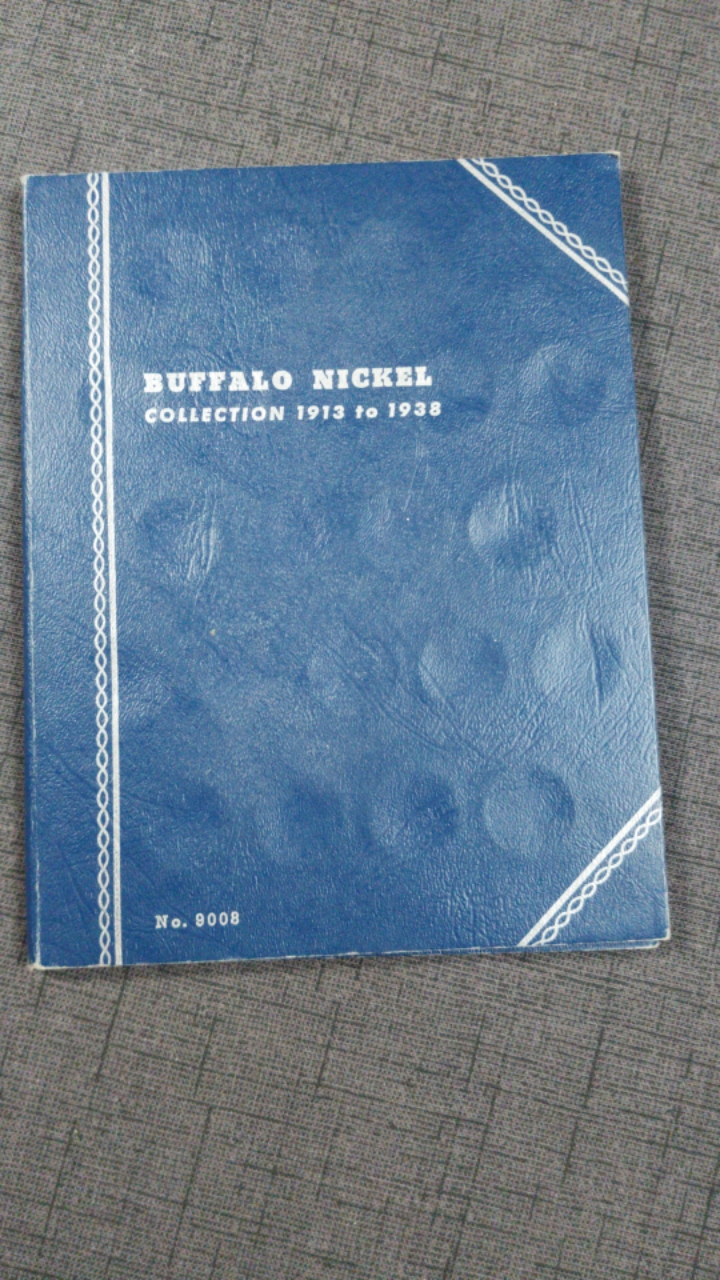 BUFFALO NICKEL
COLLECTION 1913 to 1938
No. 9008